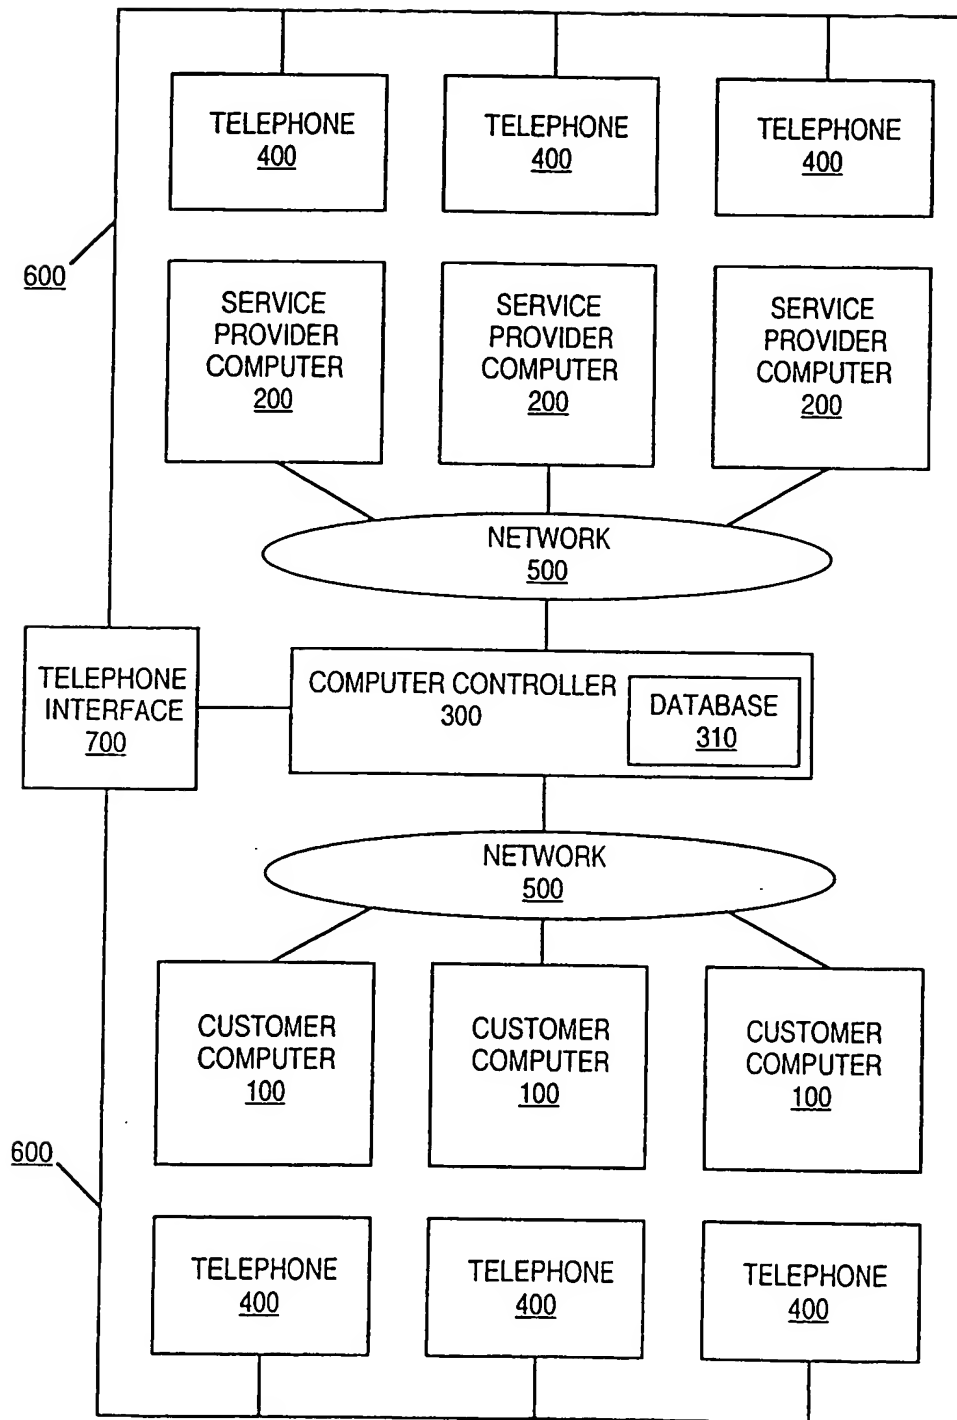 TELEPHONE
400
TELEPHONE
400
TELEPHONE
400
600
SERVICE
PROVIDER
COMPUTER
200
SERVICE
PROVIDER
COMPUTER
200
SERVICE
PROVIDER
COMPUTER
200
NETWORK
500
TELEPHONE
INTERFACE
700
COMPUTER CONTROLLER
300
DATABASE
310
NETWORK
500
CUSTOMER
COMPUTER
100
CUSTOMER
COMPUTER
100
CUSTOMER
COMPUTER
100
600
TELEPHONE
400
TELEPHONE
400
TELEPHONE
400